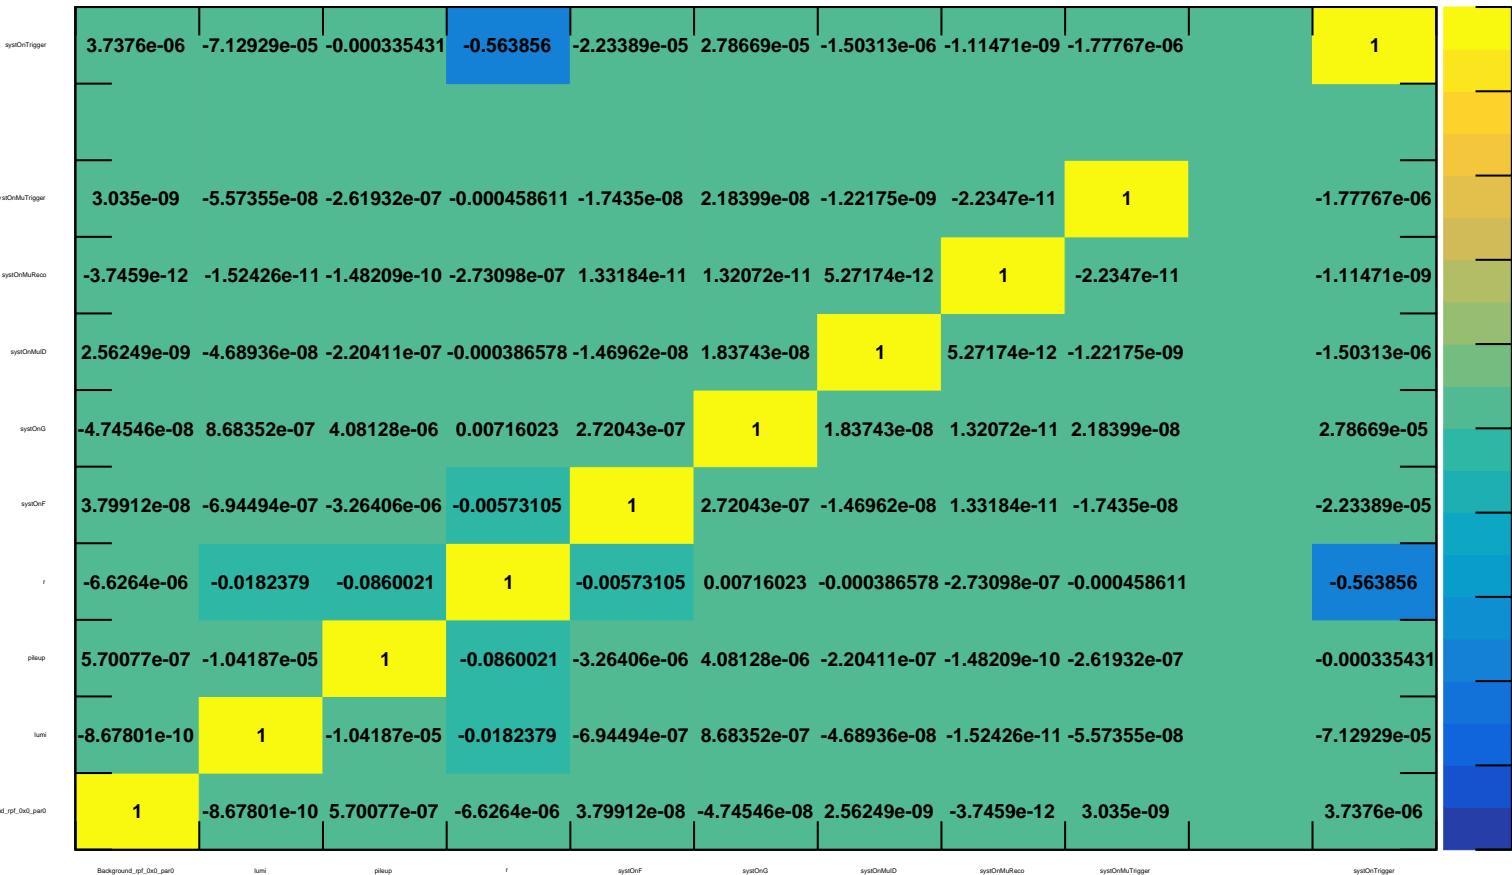 systOnTrigger 3.7376e-06 -7.12929e-05 -0.000335431 -0.563856 -2.23389e-05 2.78669e-05 -1.50313e-06 -1.11471e-09 -1.77767e-06 1
ystOnMuTrigger 3.035e-09 -5.57355e-08 -2.61932e-07 -0.000458611 -1.7435e-08 2.18399e-08 -1.22175e-09 -2.2347e-11 1 -1.77767e-06
systOnMuReco -3.7459e-12 -1.52426e-11 -1.48209e-10 -2.73098e-07 1.33184e-11 1.32072e-11 5.27174e-12 1 -2.2347e-11 -1.11471e-09
systOnMuID 2.56249e-09 -4.68936e-08 -2.20411e-07 -0.000386578 -1.46962e-08 1.83743e-08 1 5.27174e-12 -1.22175e-09 -1.50313e-06
systOnG -4.74546e-08 8.68352e-07 4.08128e-06 0.00716023 2.72043e-07 1 1.83743e-08 1.32072e-11 2.18399e-08 2.78669e-05
systOnF 3.79912e-08 -6.94494e-07 -3.26406e-06 -0.00573105 1 2.72043e-07 -1.46962e-08 1.33184e-11 -1.7435e-08 -2.23389e-05
r -6.6264e-06 -0.0182379 -0.0860021 1 -0.00573105 0.00716023 -0.000386578 -2.73098e-07 -0.000458611 -0.563856
pileup 5.70077e-07 -1.04187e-05 1 -0.0860021 -3.26406e-06 4.08128e-06 -2.20411e-07 -1.48209e-10 -2.61932e-07 -0.000335431
lumi -8.67801e-10 1 -1.04187e-05 -0.0182379 -6.94494e-07 8.68352e-07 -4.68936e-08 -1.52426e-11 -5.57355e-08 -7.12929e-05
d_rpf_0x0_par0 1 -8.67801e-10 5.70077e-07 -6.6264e-06 3.79912e-08 -4.74546e-08 2.56249e-09 -3.7459e-12 3.035e-09 3.7376e-06
Background_rpf_0x0_par0 lumi pileup r systOnF systOnG systOnMuID systOnMuReco systOnMuTrigger systOnTrigger